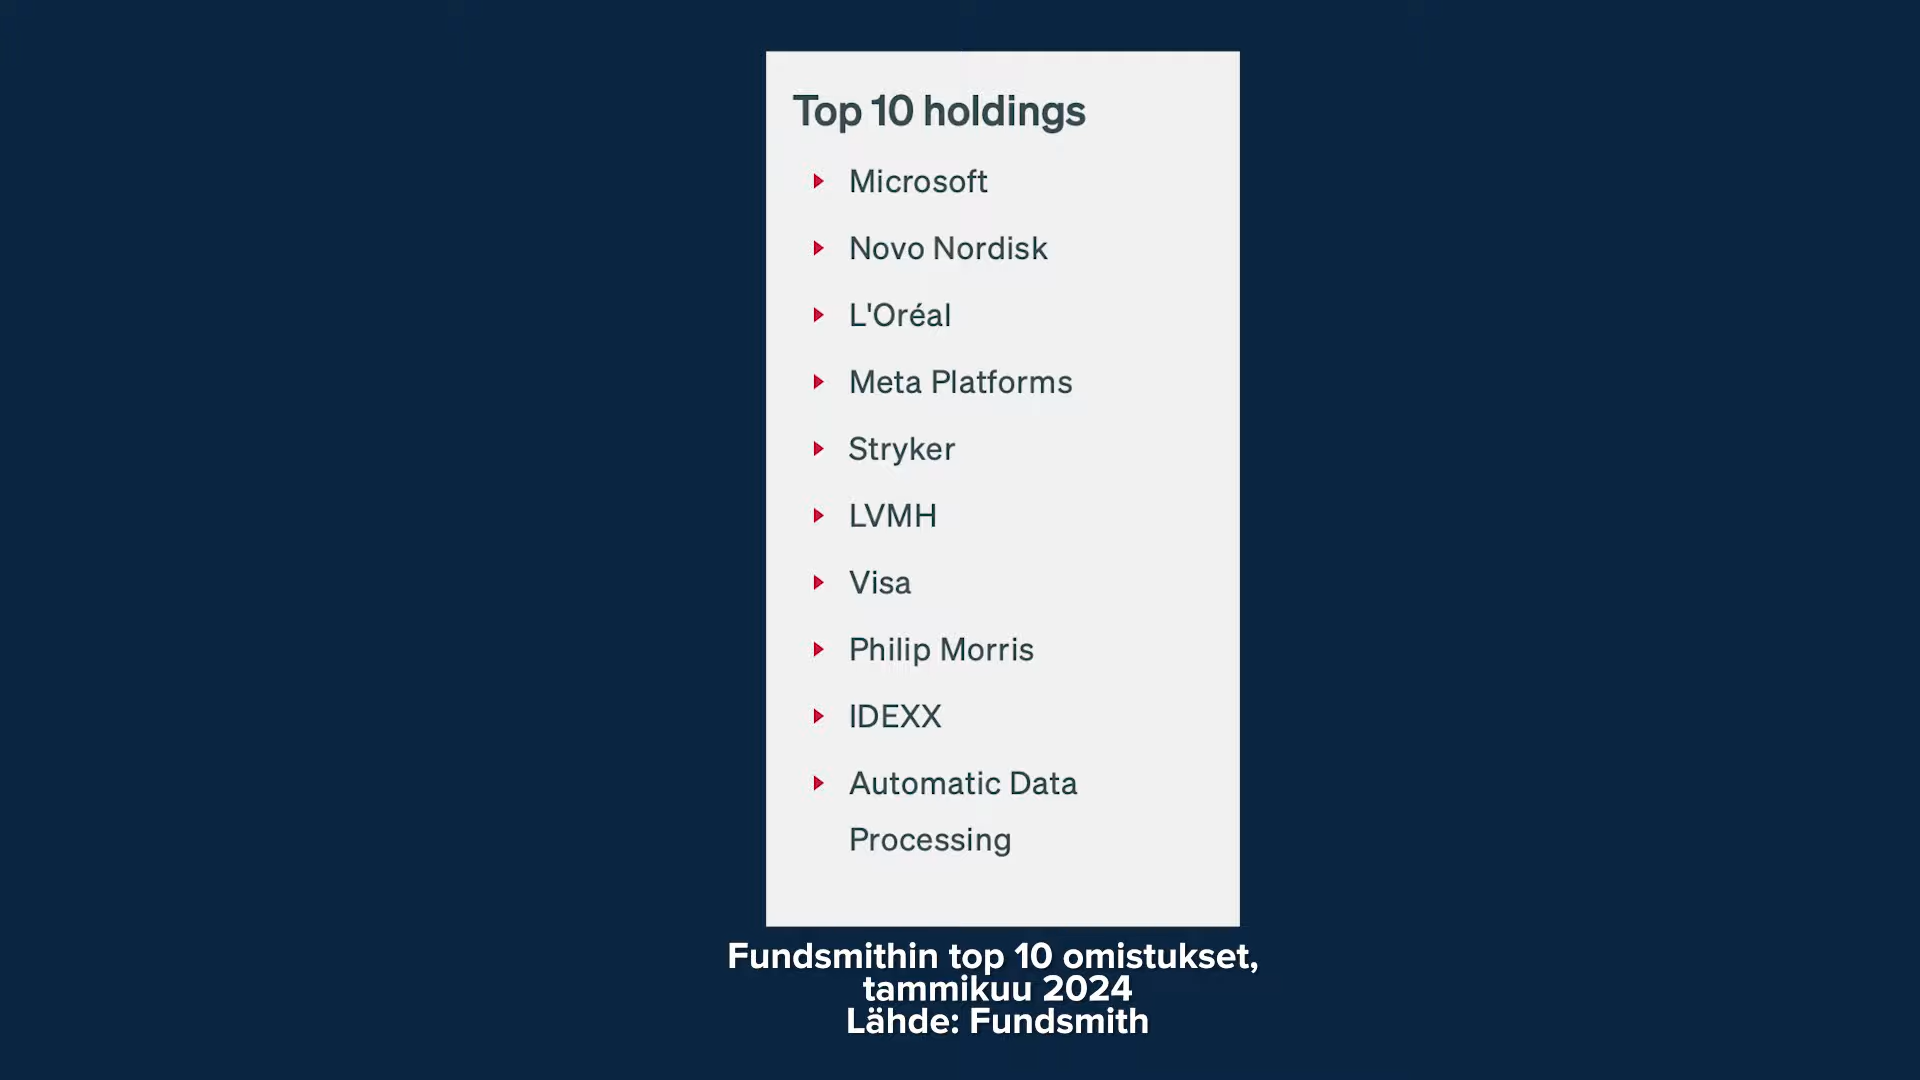 Top 10 holdings
Microsoft
Novo Nordisk
L'Oréal
Meta Platforms
Stryker
LVMH
Visa
Philip Morris
IDEXX
Automatic Data
Processing
Fundsmithin top 10 omistukset,
tammikuu 2024
Lähde: Fundsmith